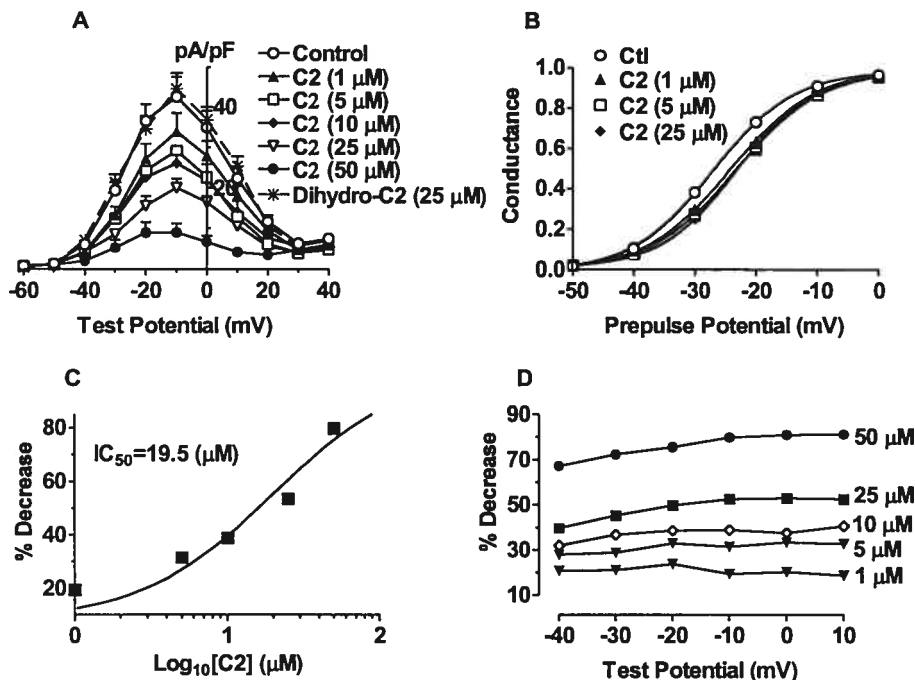 A
pA/pF
Control
C2 (1 µM)
C2 (5 µM)
C2 (10 µM)
C2 (25 µM)
C2 (50 µM)
Dihydro-C2 (25 µM)
40
20
-60 -40 -20 0 20 40
Test Potential (mV)
B
Ctl
C2 (1 µM)
C2 (5 µM)
C2 (25 µM)
Conductance
1.0
0.8
0.6
0.4
0.2
0.0
-50 -40 -30 -20 -10 0
Prepulse Potential (mV)
C
% Decrease
80
60
40
20
IC50=19.5 (µM)
0 1 2
Log10[C2] (µM)
D
% Decrease
90
70
50
30
10
50 µM
25 µM
10 µM
5 µM
1 µM
-40 -30 -20 -10 0 10
Test Potential (mV)